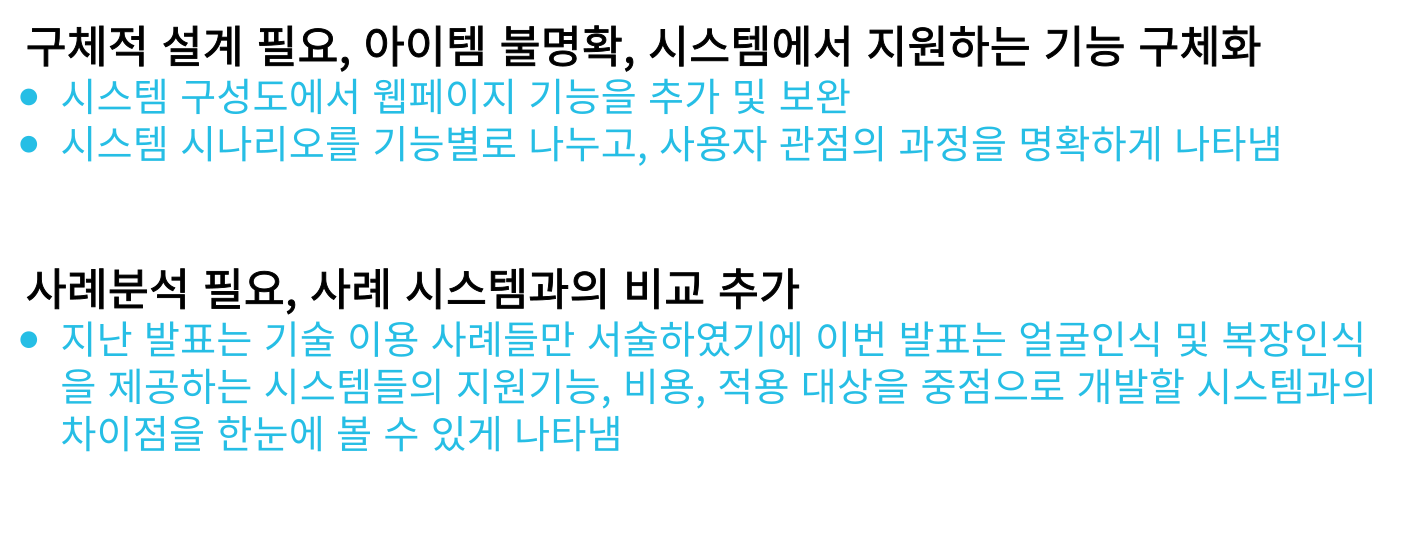 구체적 설계 필요, 아이템 불명확, 시스템에서 지원하는 기능 구체화
● 시스템 구성도에서 웹페이지 기능을 추가 및 보완
● 시스템 시나리오를 기능별로 나누고, 사용자 관점의 과정을 명확하게 나타냄
사례분석 필요, 사례 시스템과의 비교 추가
● 지난 발표는 기술 이용 사례들만 서술하였기에 이번 발표는 얼굴인식 및 복장인식
을 제공하는 시스템들의 지원기능, 비용, 적용 대상을 중점으로 개발할 시스템과의
차이점을 한눈에 볼 수 있게 나타냄